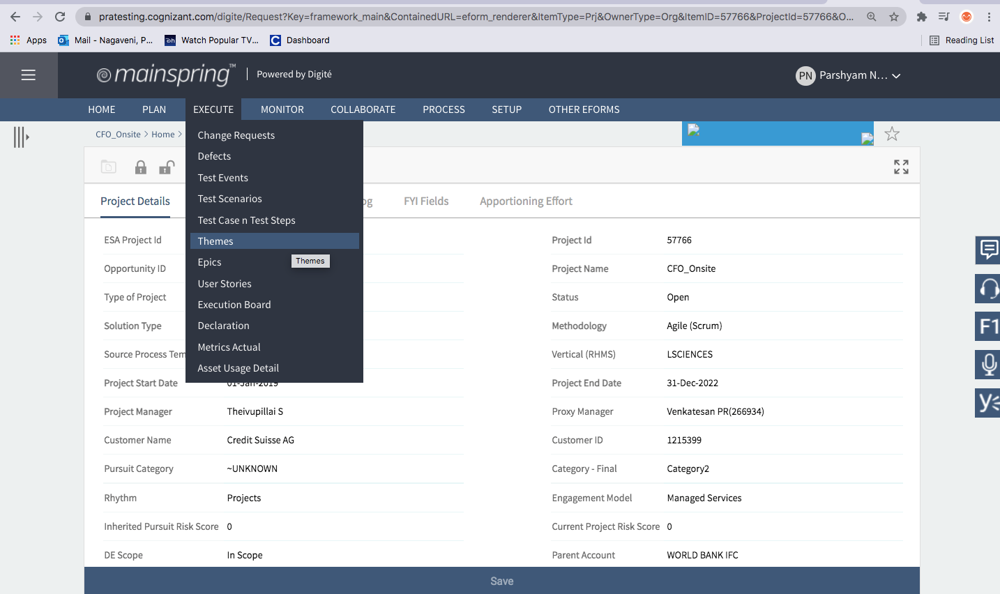 pratesting.cognizant.com/digite/Request?Key=framework_main&ContainedURL=eform_renderer&ItemType=Prj&OwnerType=Org&ItemID=57766&ProjectId=57766&O...
Apps Mail - Nagaveni, P... Watch Popular TV... Dashboard Reading List
mainspring™ Powered by Digité PN Parshyam N...
HOME PLAN EXECUTE MONITOR COLLABORATE PROCESS SETUP OTHER EFORMS
CFO_Onsite > Home >
Change Requests
Defects
Test Events
Test Scenarios
Test Case n Test Steps
Themes
Themes
Epics
User Stories
Execution Board
Declaration
Metrics Actual
Asset Usage Detail
Project Details og FYI Fields Apportioning Effort
ESA Project Id Project Id 57766
Opportunity ID Project Name CFO_Onsite
Type of Project Status Open
Solution Type Methodology Agile (Scrum)
Source Process Tem Vertical (RHMS) LSCIENCES
Project Start Date 01-Jan-2019 Project End Date 31-Dec-2022
Project Manager Theivupillai S Proxy Manager Venkatesan PR(266934)
Customer Name Credit Suisse AG Customer ID 1215399
Pursuit Category ~UNKNOWN Category - Final Category2
Rhythm Projects Engagement Model Managed Services
Inherited Pursuit Risk Score 0 Current Project Risk Score 0
DE Scope In Scope Parent Account WORLD BANK IFC
F1
Save